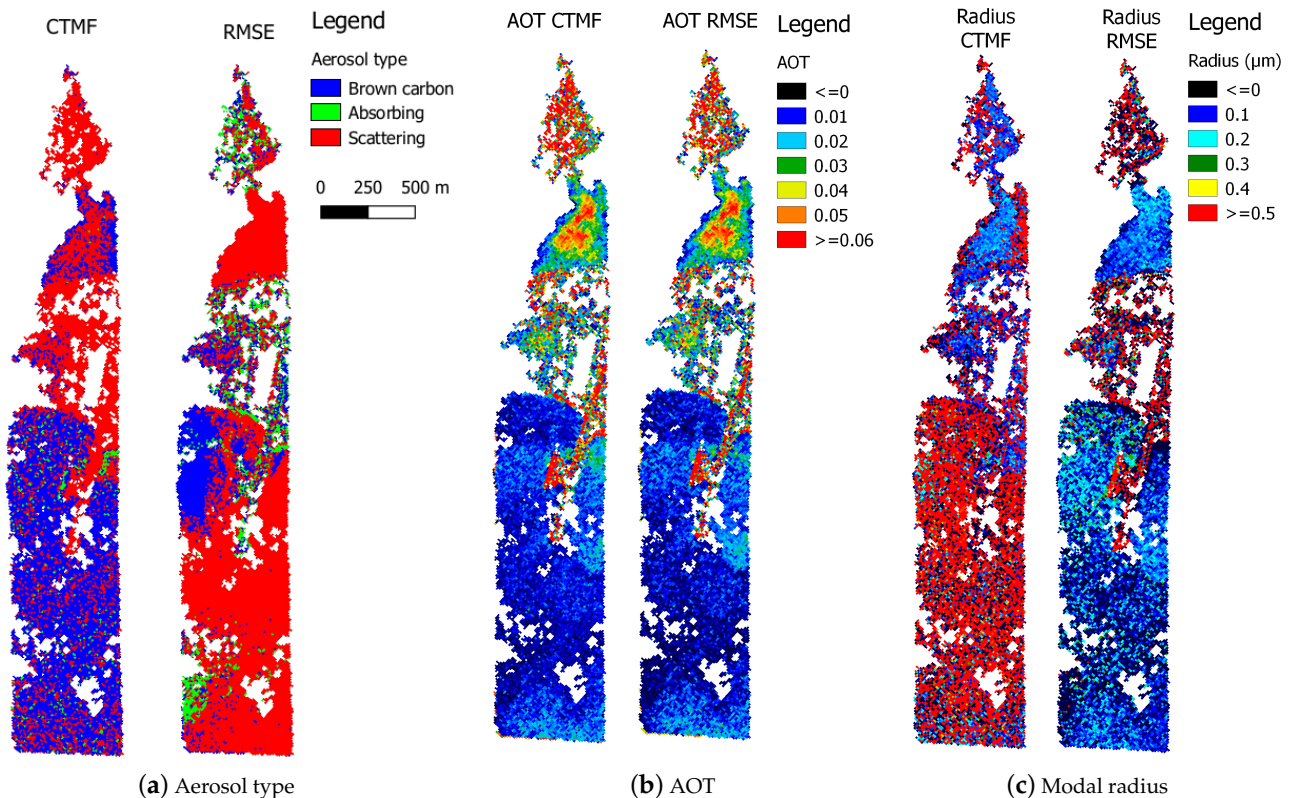 CTMF
RMSE
Legend
Aerosol type
Brown carbon
Absorbing
Scattering
0 250 500 m
AOT CTMF
AOT RMSE
Legend
AOT
<=0
0.01
0.02
0.03
0.04
0.05
>=0.06
Radius
CTMF
Radius
RMSE
Legend
Radius (µm)
<=0
0.1
0.2
0.3
0.4
>=0.5
(a) Aerosol type
(b) AOT
(c) Modal radius